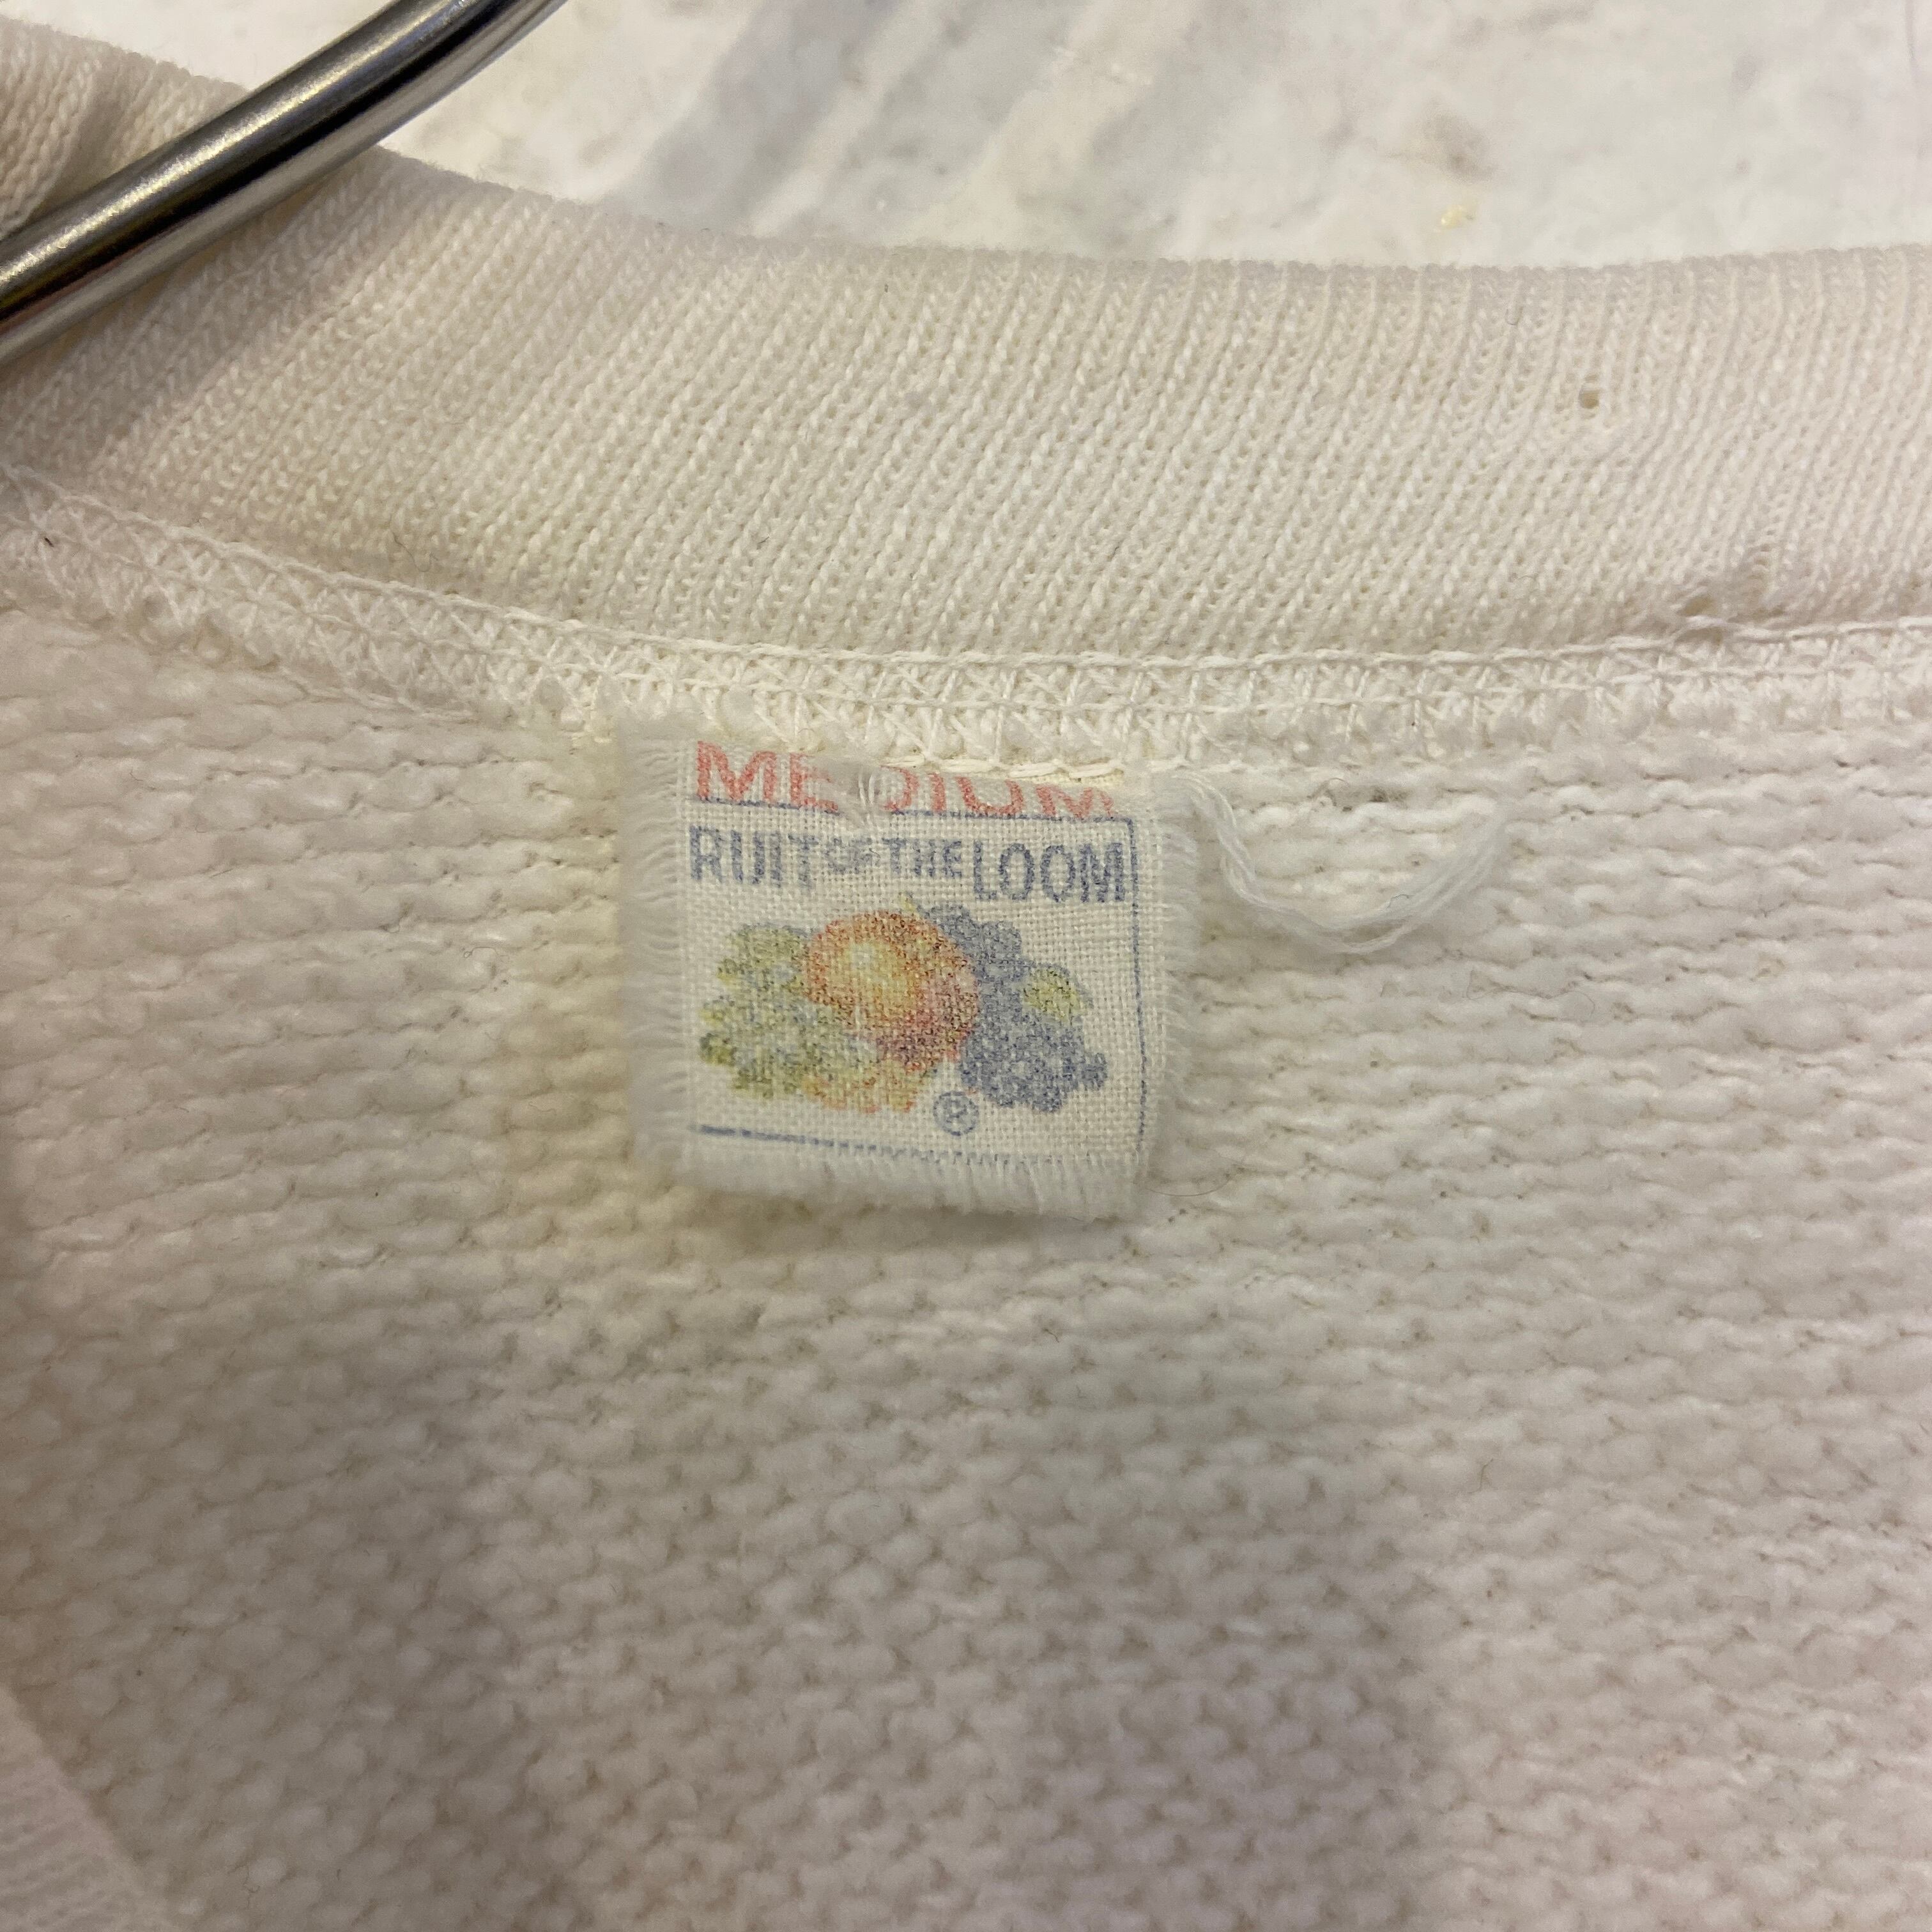 MEDIUM
RUIT OF THE LOOM
®